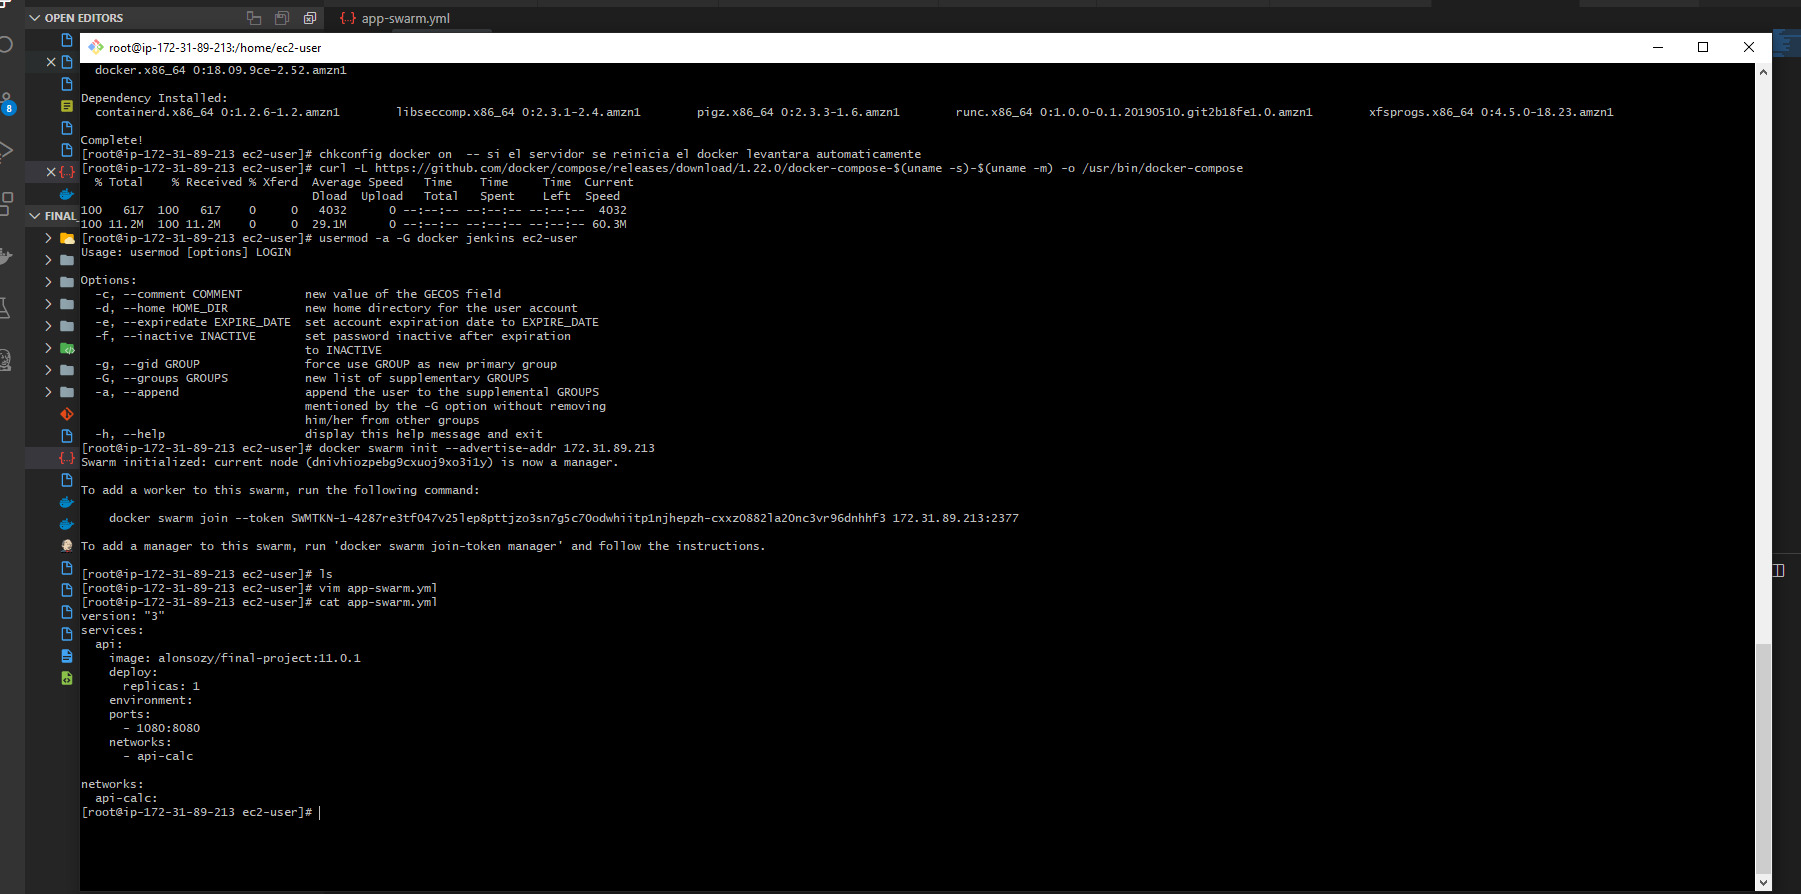 OPEN EDITORS
{..} app-swarm.yml
root@ip-172-31-89-213:/home/ec2-user
8
FINAL
docker.x86_64 0:18.09.9ce-2.52.amzn1
Dependency Installed:
containerd.x86_64 0:1.2.6-1.2.amzn1 libseccomp.x86_64 0:2.3.1-2.4.amzn1 pigz.x86_64 0:2.3.3-1.6.amzn1 runc.x86_64 0:1.0.0-0.1.20190510.git2b18fe1.0.amzn1 xfsprogs.x86_64 0:4.5.0-18.23.amzn1
Complete!
[root@ip-172-31-89-213 ec2-user]# chkconfig docker on  -- si el servidor se reinicia el docker levantara automaticamente
[root@ip-172-31-89-213 ec2-user]# curl -L https://github.com/docker/compose/releases/download/1.22.0/docker-compose-$(uname -s)-$(uname -m) -o /usr/bin/docker-compose
% Total    % Received % Xferd  Average Speed   Time    Time     Time  Current
Dload  Upload   Total   Spent    Left  Speed
100   617  100   617    0     0   4032      0 --:--:-- --:--:-- --:--:--  4032
100 11.2M  100 11.2M    0     0  29.1M      0 --:--:-- --:--:-- --:--:-- 60.3M
[root@ip-172-31-89-213 ec2-user]# usermod -a -G docker jenkins ec2-user
Usage: usermod [options] LOGIN
Options:
-c, --comment COMMENT         new value of the GECOS field
-d, --home HOME_DIR           new home directory for the user account
-e, --expiredate EXPIRE_DATE  set account expiration date to EXPIRE_DATE
-f, --inactive INACTIVE       set password inactive after expiration
to INACTIVE
-g, --gid GROUP               force use GROUP as new primary group
-G, --groups GROUPS           new list of supplementary GROUPS
-a, --append                  append the user to the supplemental GROUPS
mentioned by the -G option without removing
him/her from other groups
-h, --help                    display this help message and exit
[root@ip-172-31-89-213 ec2-user]# docker swarm init --advertise-addr 172.31.89.213
Swarm initialized: current node (dnivhiozpebg9cxuoj9xo3i1y) is now a manager.
To add a worker to this swarm, run the following command:
docker swarm join --token SWMTKN-1-4287re3tf047v25lep8pttjzo3sn7g5c70odwhiitp1njhepzh-cxxz0882la20nc3vr96dnhhf3 172.31.89.213:2377
To add a manager to this swarm, run 'docker swarm join-token manager' and follow the instructions.
[root@ip-172-31-89-213 ec2-user]# ls
[root@ip-172-31-89-213 ec2-user]# vim app-swarm.yml
[root@ip-172-31-89-213 ec2-user]# cat app-swarm.yml
version: "3"
services:
api:
image: alonsozy/final-project:11.0.1
deploy:
replicas: 1
environment:
ports:
- 1080:8080
networks:
- api-calc
networks:
api-calc:
[root@ip-172-31-89-213 ec2-user]#